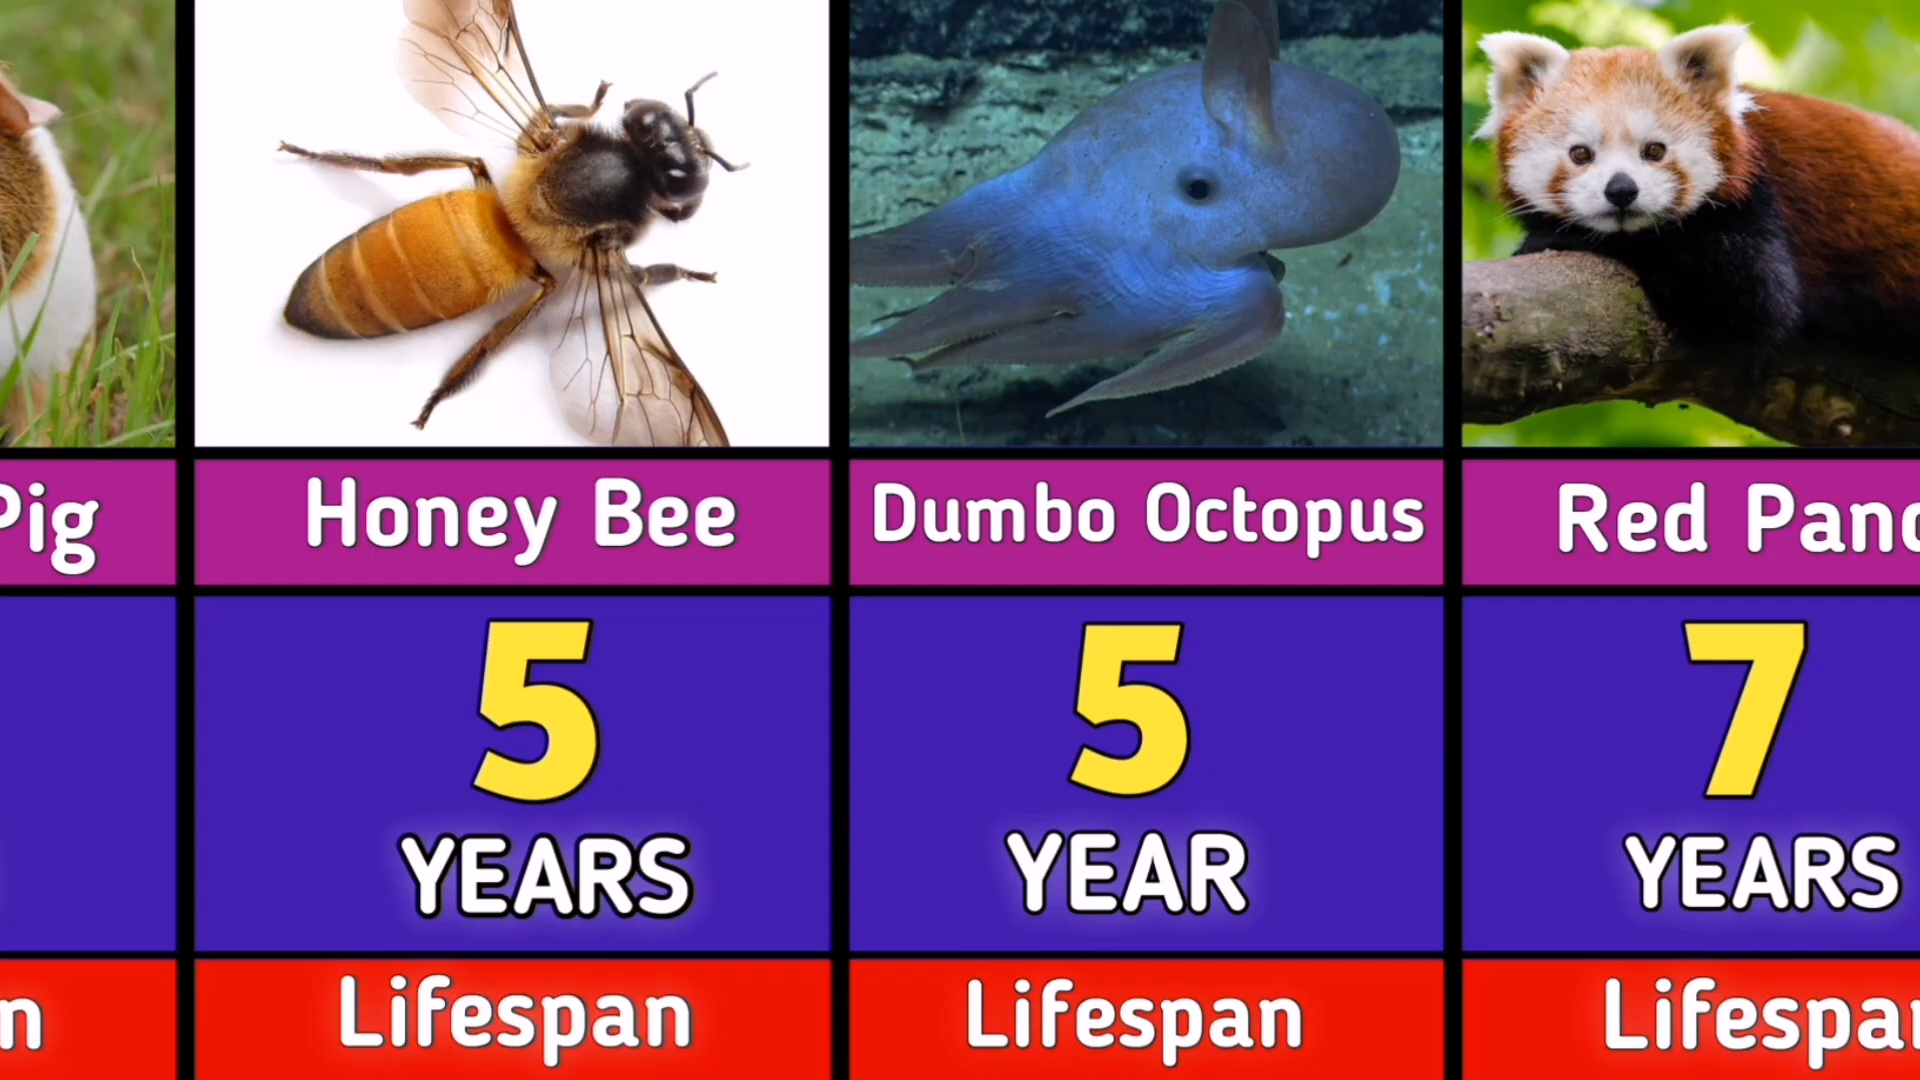 Pig
Honey Bee
Dumbo Octopus
Red Pand
5
5
7
YEARS
YEAR
YEARS
n
Lifespan
Lifespan
Lifespan